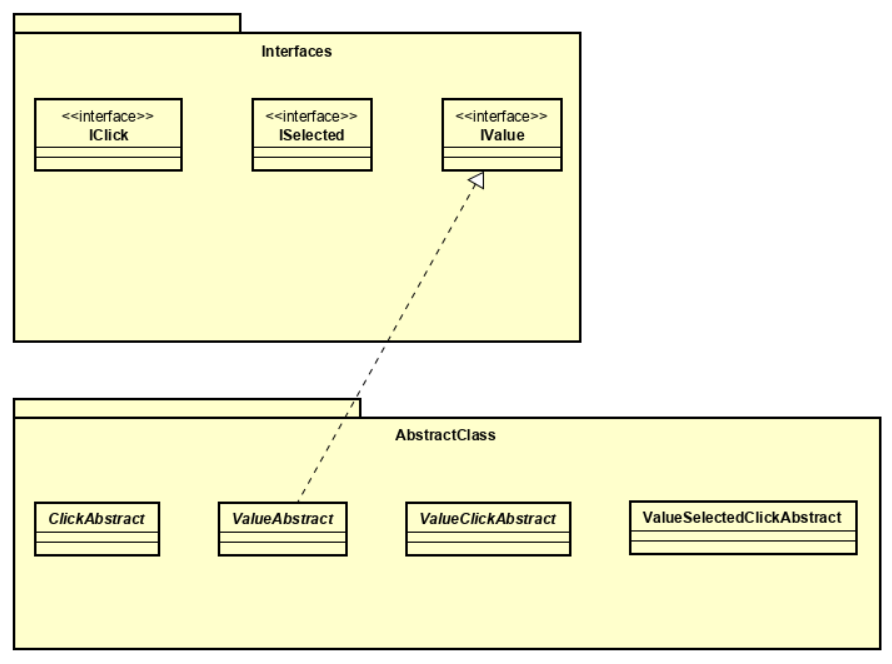 Interfaces
<<interface>>
IClick
<<interface>>
ISelected
<<interface>>
IValue
AbstractClass
ClickAbstract
ValueAbstract
ValueClickAbstract
ValueSelectedClickAbstract